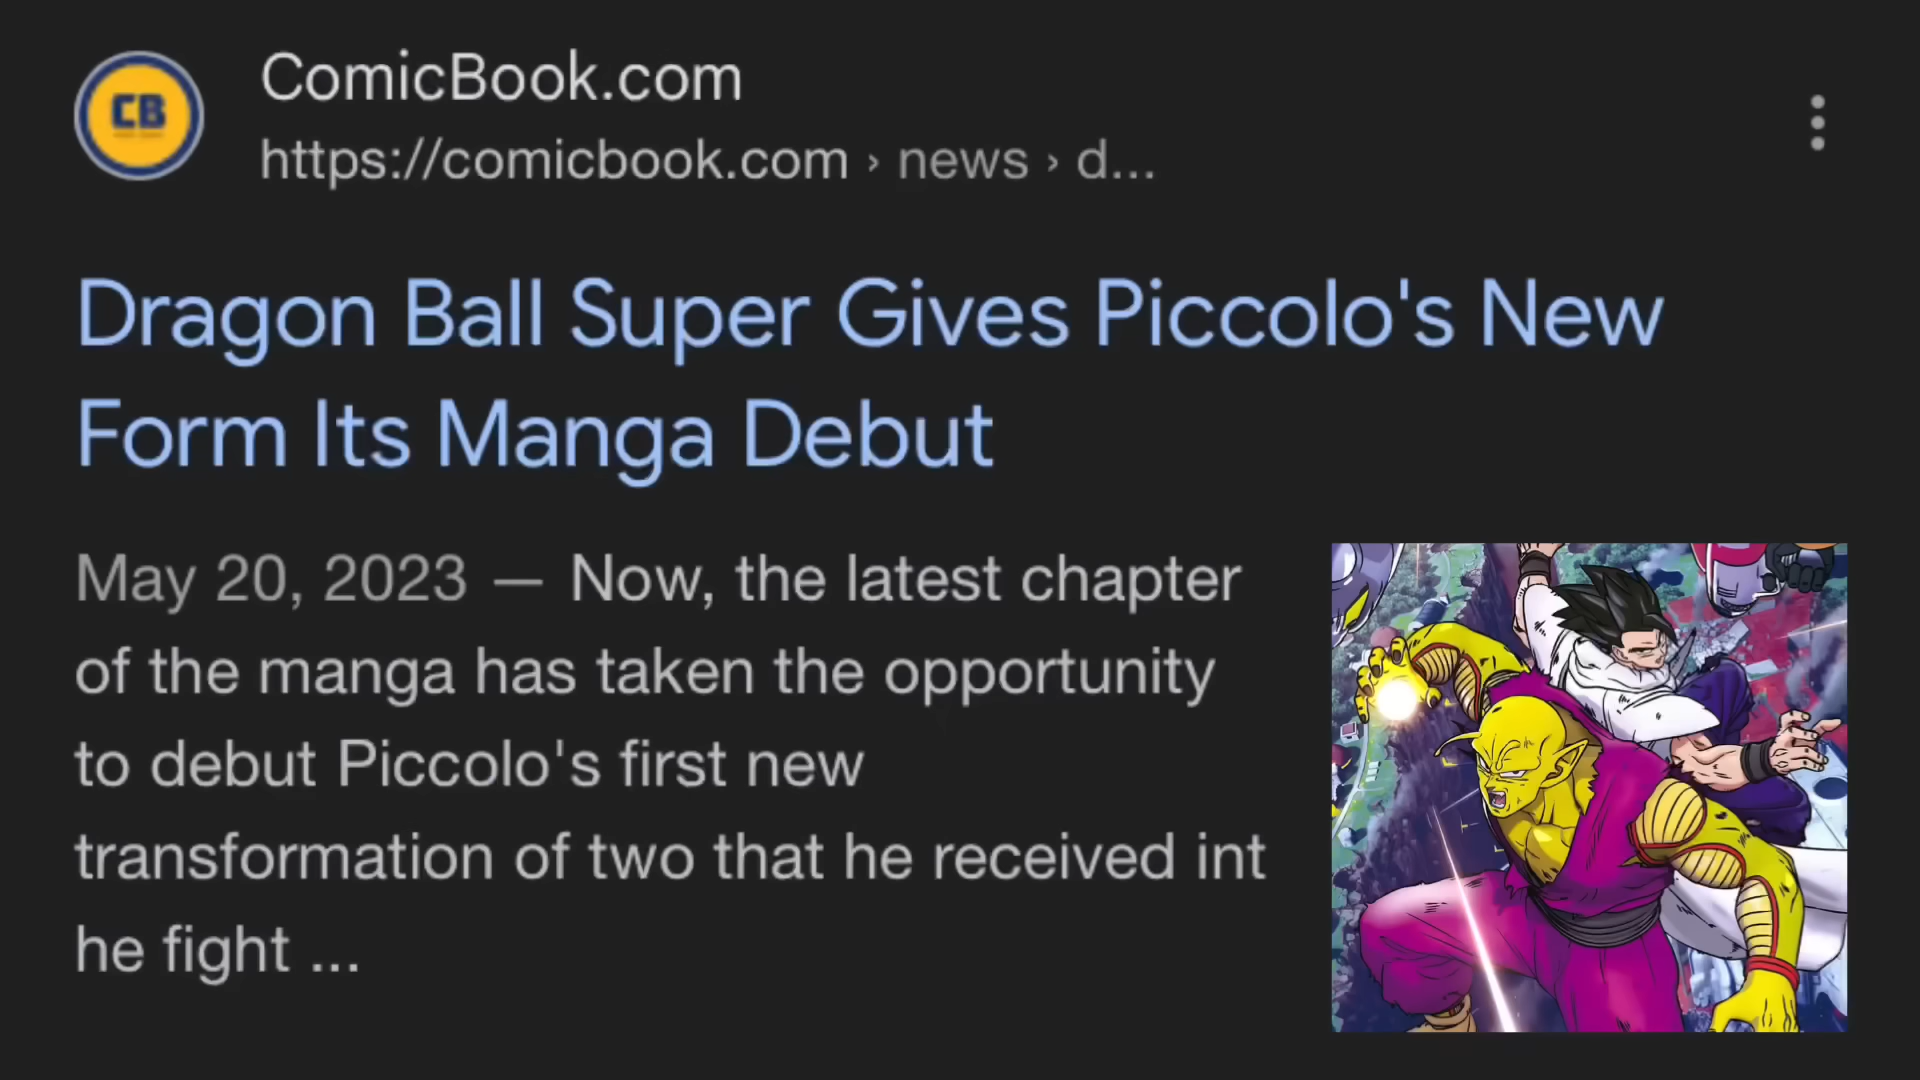 CB
ComicBook.com
https://comicbook.com › news › d...
Dragon Ball Super Gives Piccolo's New
Form Its Manga Debut
May 20, 2023 — Now, the latest chapter
of the manga has taken the opportunity
to debut Piccolo's first new
transformation of two that he received int
he fight ...